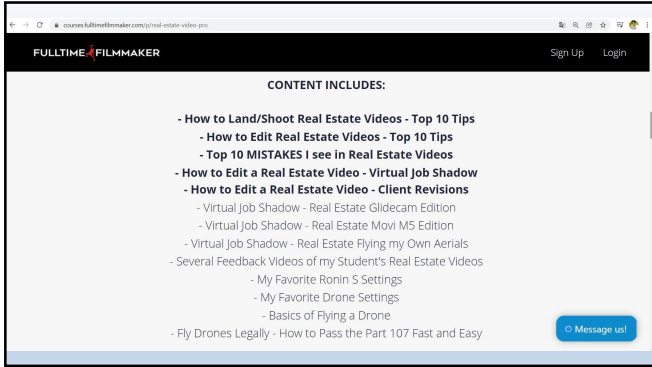 courses.fulltimefilmmaker.com/p/real-estate-video-pro
FULLTIME FILMMAKER
Sign Up
Login
CONTENT INCLUDES:
- How to Land/Shoot Real Estate Videos - Top 10 Tips
- How to Edit Real Estate Videos - Top 10 Tips
- Top 10 MISTAKES I see in Real Estate Videos
- How to Edit a Real Estate Video - Virtual Job Shadow
- How to Edit a Real Estate Video - Client Revisions
- Virtual Job Shadow - Real Estate Glidecam Edition
- Virtual Job Shadow - Real Estate Movi M5 Edition
- Virtual Job Shadow - Real Estate Flying my Own Aerials
- Several Feedback Videos of my Student's Real Estate Videos
- My Favorite Ronin S Settings
- My Favorite Drone Settings
- Basics of Flying a Drone
- Fly Drones Legally - How to Pass the Part 107 Fast and Easy
Message us!